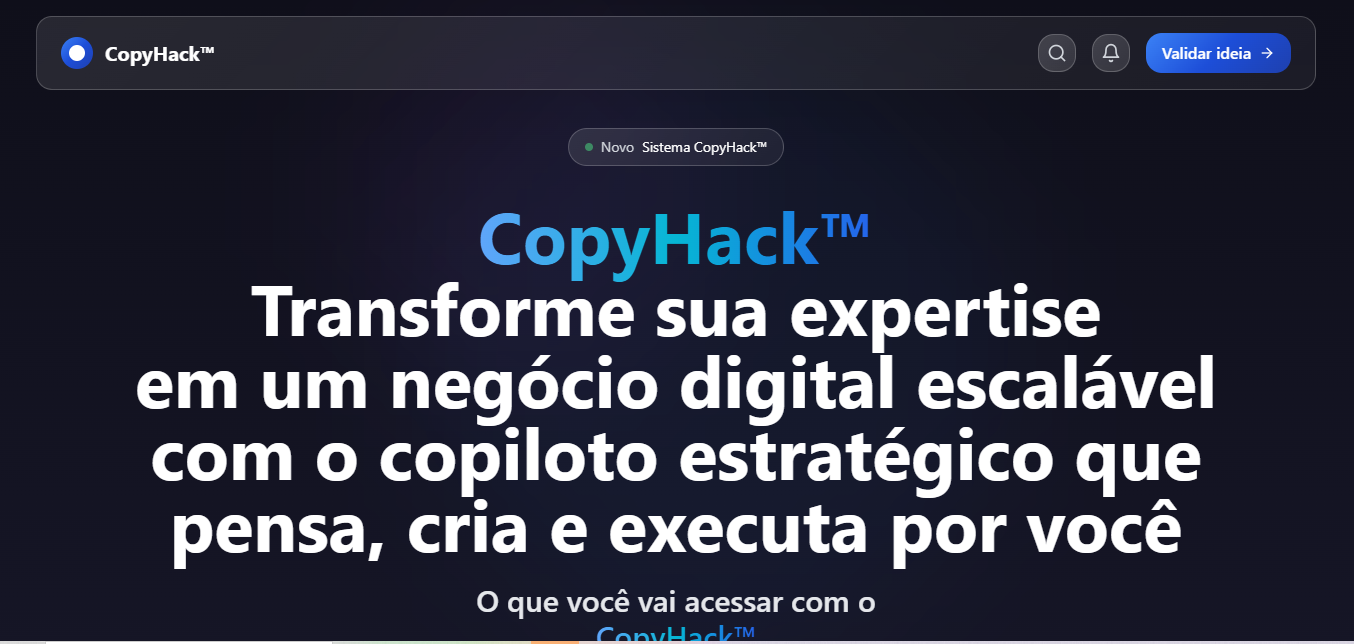 CopyHack™
Validar ideia →
Novo Sistema CopyHack™
CopyHack™
Transforme sua expertise
em um negócio digital escalável
com o copiloto estratégico que
pensa, cria e executa por você
O que você vai acessar com o
CopyHack™